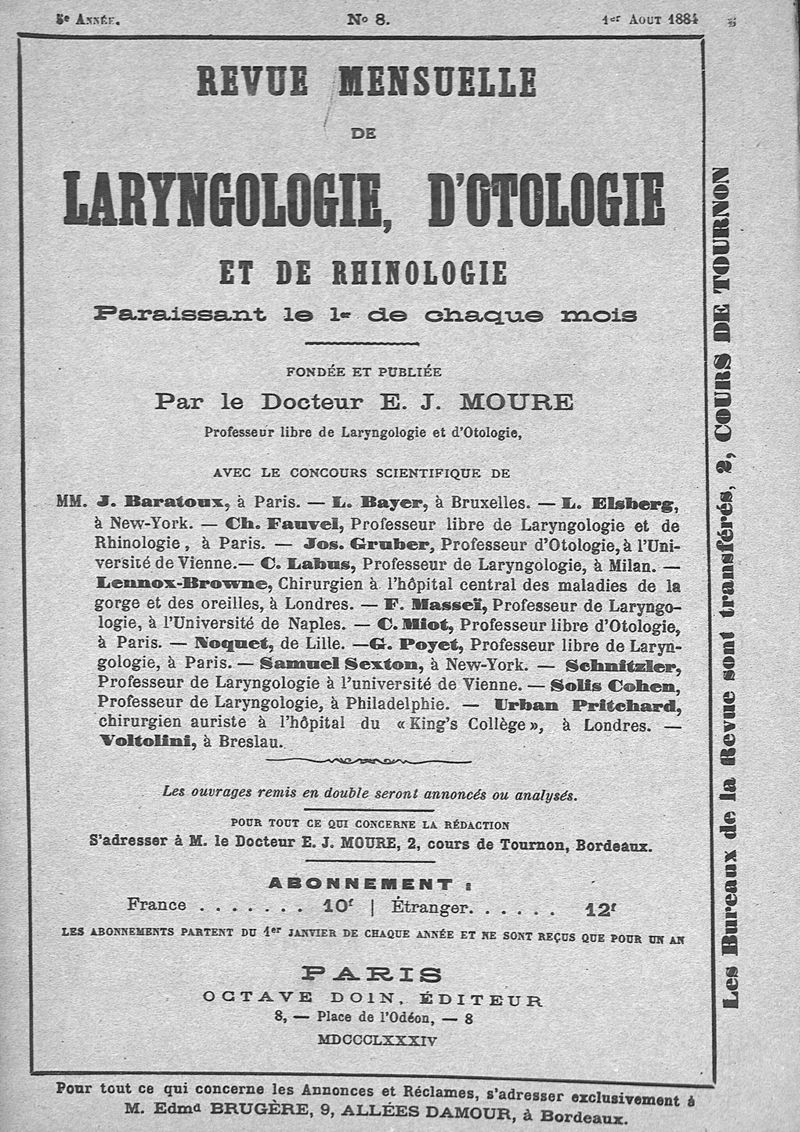 5e ANNÉE.
No 8.
1er AOUT 1884
REVUE MENSUELLE
DE
LARYNGOLOGIE, D'OTOLOGIE
ET DE RHINOLOGIE
Paraissant le 1er de chaque mois
FONDÉE ET PUBLIÉE
Par le Docteur E. J. MOURE
Professeur libre de Laryngologie et d'Otologie,
AVEC LE CONCOURS SCIENTIFIQUE DE
MM. J. Baratoux, à Paris. — L. Bayer, à Bruxelles. — L. Elsberg,
à New-York. — Ch. Fauvel, Professeur libre de Laryngologie et de
Rhinologie, à Paris. — Jos. Gruber, Professeur d'Otologie, à l'Uni-
versité de Vienne. — C. Labus, Professeur de Laryngologie, à Milan. —
Lennox-Browne, Chirurgien à l'hôpital central des maladies de la
gorge et des oreilles, à Londres. — F. Masseï, Professeur de Laryngo-
logie, à l'Université de Naples. — C. Miot, Professeur libre d'Otologie,
à Paris. — Noquet, de Lille. — G. Poyet, Professeur libre de Laryn-
gologie, à Paris. — Samuel Sexton, à New-York. — Schnitzler,
Professeur de Laryngologie à l'université de Vienne. — Solis Cohen,
Professeur de Laryngologie, à Philadelphie. — Urban Pritchard,
chirurgien auriste à l'hôpital du « King's Collège », à Londres. —
Voltolini, à Breslau.
Les ouvrages remis en double seront annoncés ou analysés.
POUR TOUT CE QUI CONCERNE LA RÉDACTION
S'adresser à M. le Docteur E. J. MOURE, 2, cours de Tournon, Bordeaux.
ABONNEMENT :
France . . . . . . . 10f | Étranger. . . . . . 12f
LES ABONNEMENTS PARTENT DU 1er JANVIER DE CHAQUE ANNÉE ET NE SONT REÇUS QUE POUR UN AN
PARIS
OCTAVE DOIN, ÉDITEUR
8, — Place de l'Odéon, — 8
MDCCCLXXXIV
Pour tout ce qui concerne les Annonces et Réclames, s'adresser exclusivement à
M. Edmd BRUGÈRE, 9, ALLÉES DAMOUR, à Bordeaux.
Les Bureaux de la Revue sont transférés, 2, COURS DE TOURNON